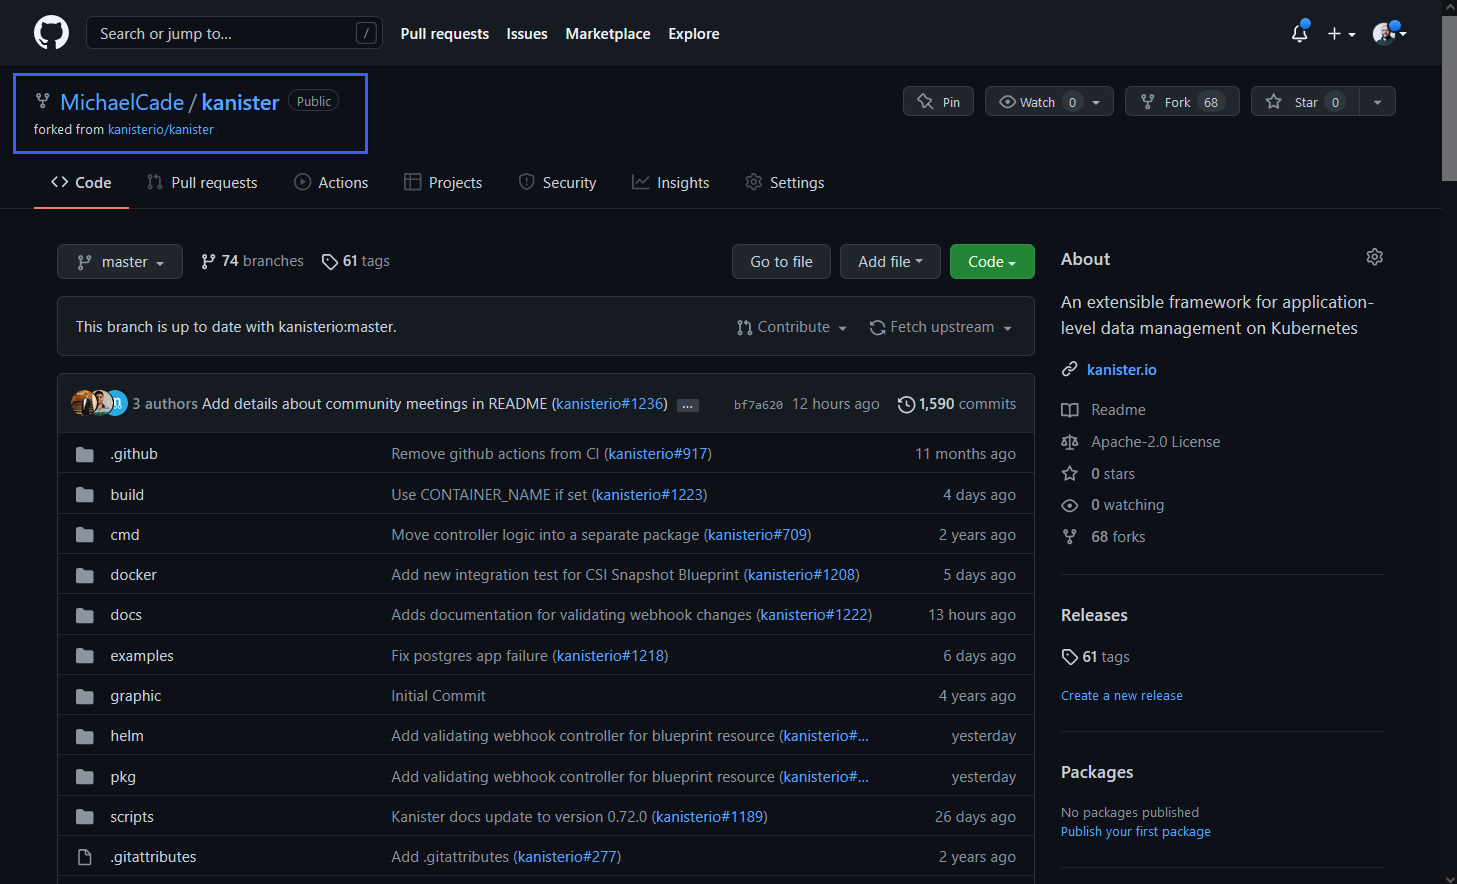 Search or jump to... /
Pull requests Issues Marketplace Explore
MichaelCade / kanister Public
forked from kanisterio/kanister
Pin
Watch 0
Fork 68
Star 0
Code Pull requests Actions Projects Security Insights Settings
master 74 branches 61 tags
Go to file Add file Code
This branch is up to date with kanisterio:master.
Contribute Fetch upstream
3 authors Add details about community meetings in README (kanisterio#1236) ... bf7a620 12 hours ago 1,590 commits
.github Remove github actions from CI (kanisterio#917) 11 months ago
build Use CONTAINER_NAME if set (kanisterio#1223) 4 days ago
cmd Move controller logic into a separate package (kanisterio#709) 2 years ago
docker Add new integration test for CSI Snapshot Blueprint (kanisterio#1208) 5 days ago
docs Adds documentation for validating webhook changes (kanisterio#1222) 13 hours ago
examples Fix postgres app failure (kanisterio#1218) 6 days ago
graphic Initial Commit 4 years ago
helm Add validating webhook controller for blueprint resource (kanisterio#... yesterday
pkg Add validating webhook controller for blueprint resource (kanisterio#... yesterday
scripts Kanister docs update to version 0.72.0 (kanisterio#1189) 26 days ago
.gitattributes Add .gitattributes (kanisterio#277) 2 years ago
About
An extensible framework for application-
level data management on Kubernetes
kanister.io
Readme
Apache-2.0 License
0 stars
0 watching
68 forks
Releases
61 tags
Create a new release
Packages
No packages published
Publish your first package